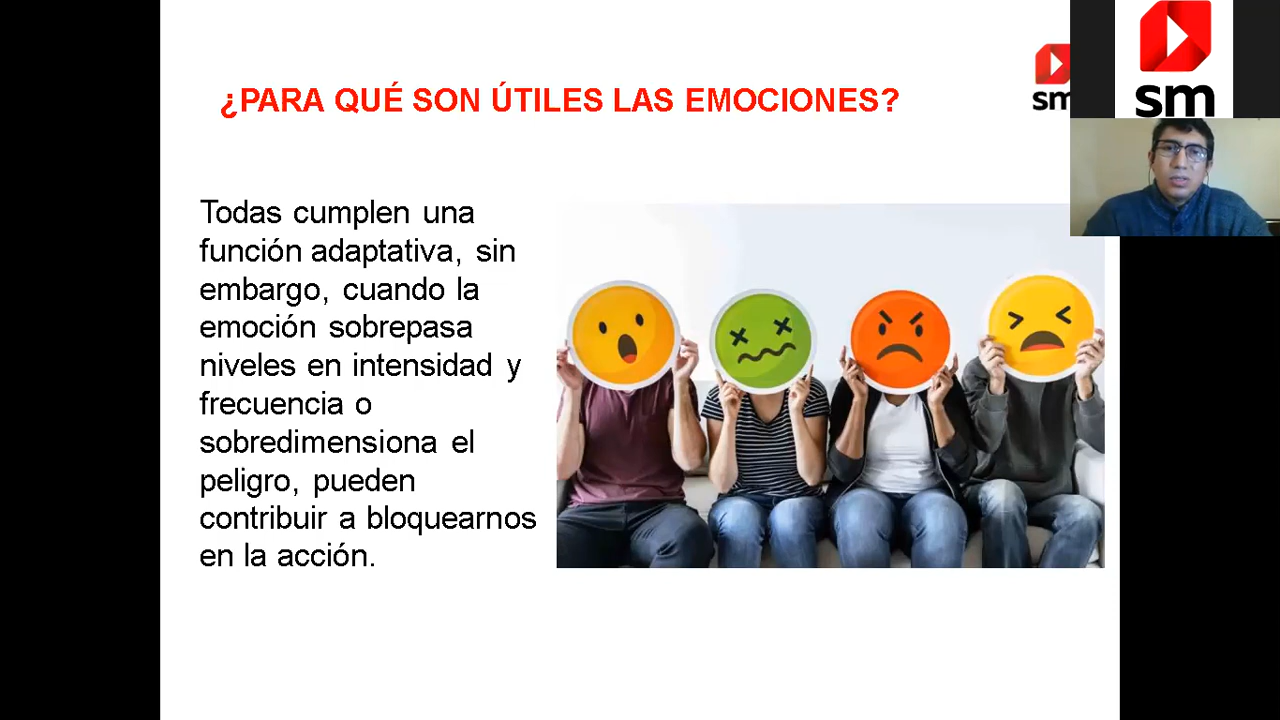 ¿PARA QUÉ SON ÚTILES LAS EMOCIONES?
sm
sm
Todas cumplen una
función adaptativa, sin
embargo, cuando la
emoción sobrepasa
niveles en intensidad y
frecuencia o
sobredimensiona el
peligro, pueden
contribuir a bloquearnos
en la acción.